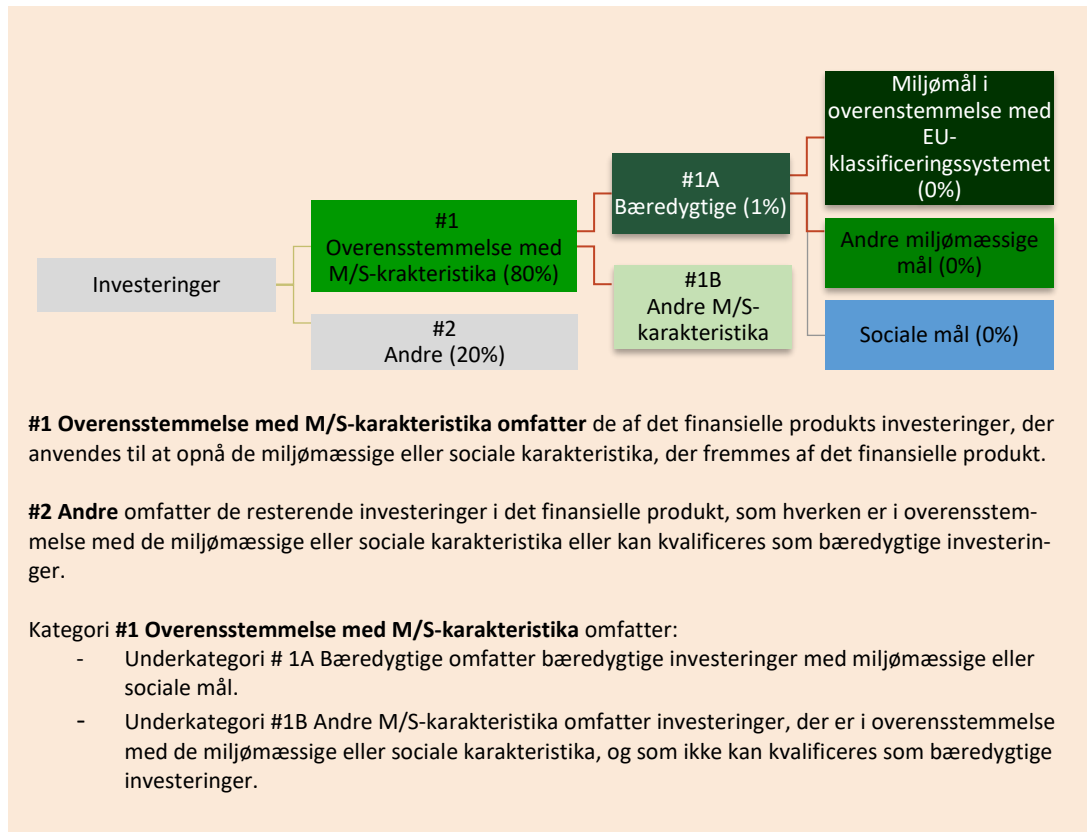 Investeringer
#1
Overensstemmelse med
M/S-krakteristika (80%)
#2
Andre (20%)
#1A
Bæredygtige (1%)
#1B
Andre M/S-
karakteristika
Miljømål i
overenstemmelse med
EU-
klassificeringssystemet
(0%)
Andre miljømæssige
mål (0%)
Sociale mål (0%)
#1 Overensstemmelse med M/S-karakteristika omfatter de af det finansielle produkts investeringer, der
anvendes til at opnå de miljømæssige eller sociale karakteristika, der fremmes af det finansielle produkt.
#2 Andre omfatter de resterende investeringer i det finansielle produkt, som hverken er i overensstem-
melse med de miljømæssige eller sociale karakteristika eller kan kvalificeres som bæredygtige investerin-
ger.
Kategori #1 Overensstemmelse med M/S-karakteristika omfatter:
- Underkategori # 1A Bæredygtige omfatter bæredygtige investeringer med miljømæssige eller
sociale mål.
- Underkategori #1B Andre M/S-karakteristika omfatter investeringer, der er i overensstemmelse
med de miljømæssige eller sociale karakteristika, og som ikke kan kvalificeres som bæredygtige
investeringer.